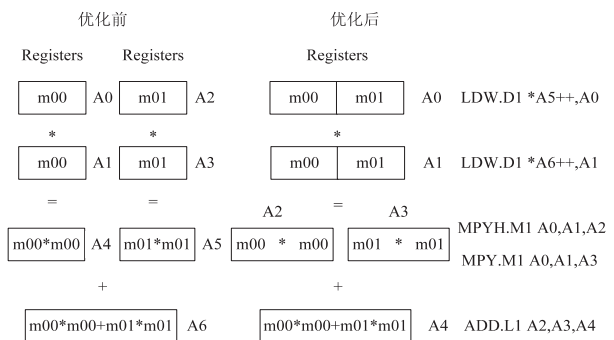 优化前 优化后
Registers Registers Registers
m00 A0 m01 A2 m00 m01 A0 LDW.D1 *A5++,A0
* * *
m00 A1 m01 A3 m00 m01 A1 LDW.D1 *A6++,A1
= = =
A2 A3
m00*m00 A4 m01*m01 A5 m00 * m00 m01 * m01 MPYH.M1 A0,A1,A2
MPY.M1 A0,A1,A3
+ +
m00*m00+m01*m01 A6 m00*m00+m01*m01 A4 ADD.L1 A2,A3,A4